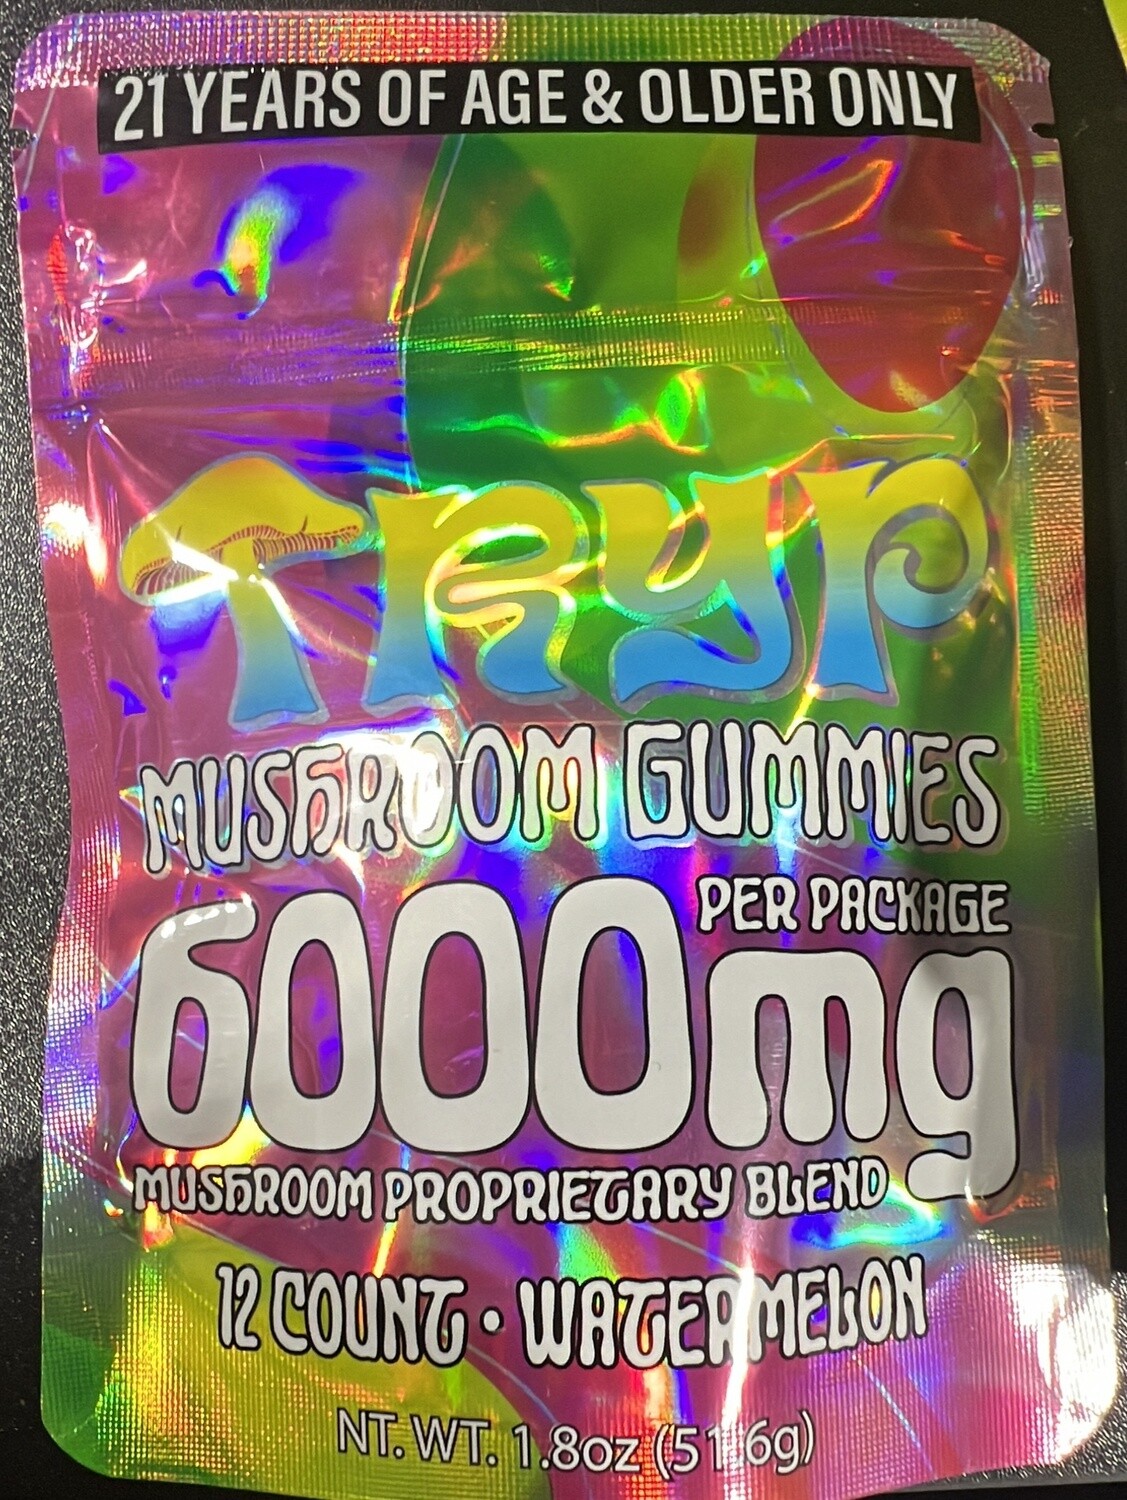 21 YEARS OF AGE & OLDER ONLY
TRYP
MUSHROOM GUMMIES
6000mg PER PACKAGE
MUSHROOM PROPRIETARY BLEND
12 COUNT • WATERMELON
NT. WT. 1.8oz (51.6g)